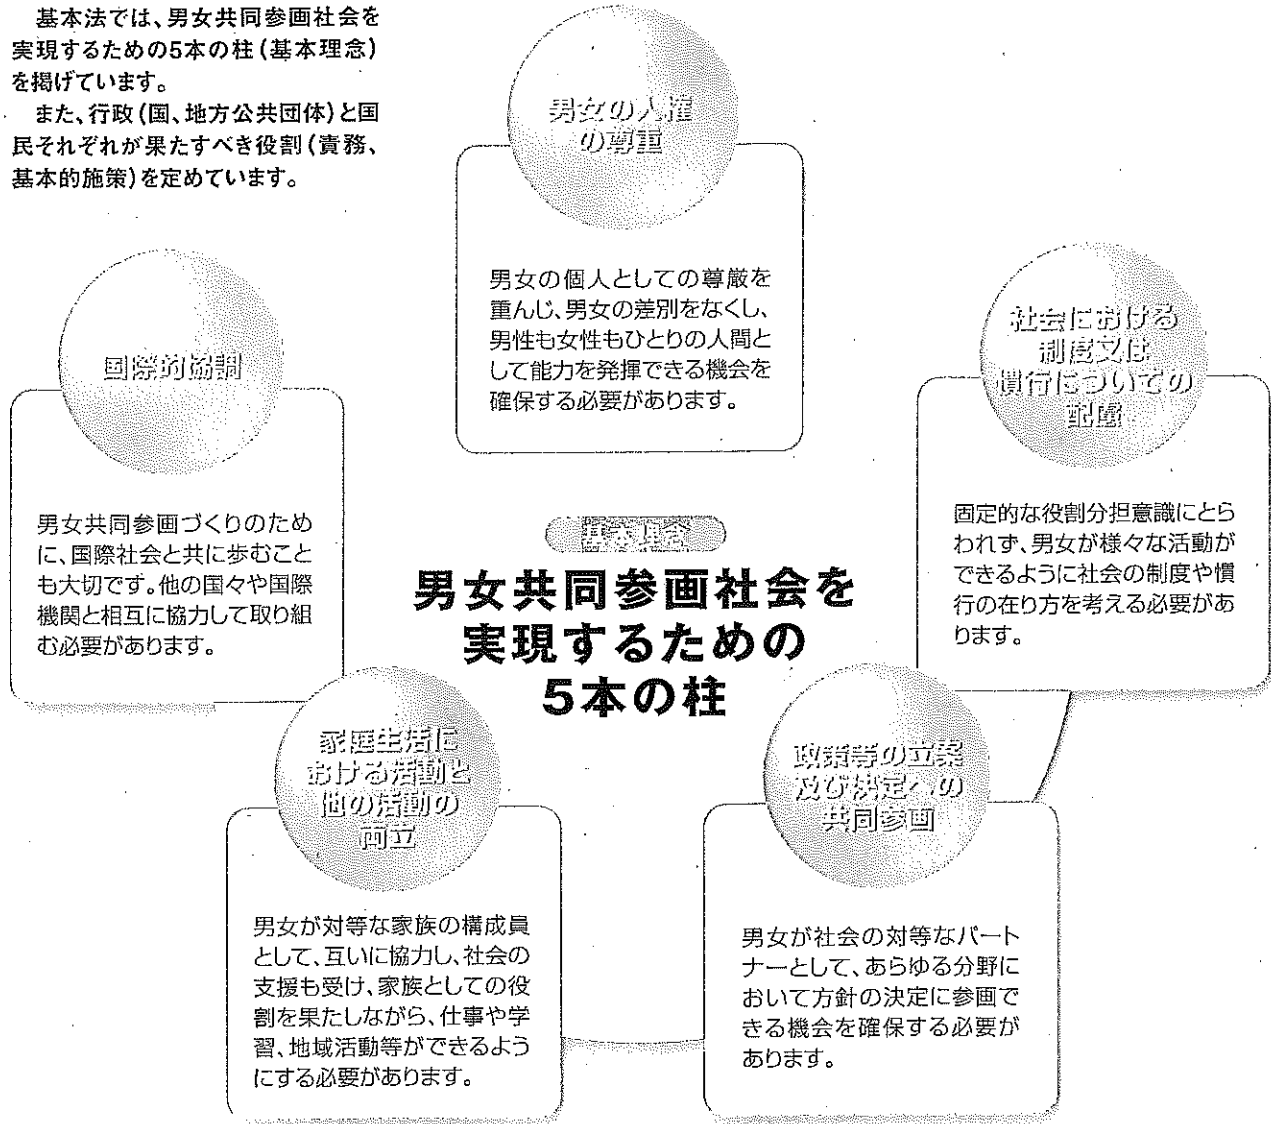 基本法では、男女共同参画社会を
実現するための5本の柱(基本理念)
を掲げています。
また、行政(国、地方公共団体)と国
民それぞれが果たすべき役割(責務、
基本的施策)を定めています。
男女の人権
の尊重
男女の個人としての尊厳を
重んじ、男女の差別をなくし、
男性も女性もひとりの人間と
して能力を発揮できる機会を
確保する必要があります。
社会における
制度又は
慣行についての
配慮
固定的な役割分担意識にとら
われず、男女が様々な活動が
できるように社会の制度や慣
行の在り方を考える必要があ
ります。
国際的協調
男女共同参画づくりのため
に、国際社会と共に歩むこと
も大切です。他の国々や国際
機関と相互に協力して取り組
む必要があります。
基本理念
男女共同参画社会を
実現するための
5本の柱
家庭生活に
おける活動と
他の活動の
両立
男女が対等な家族の構成員
として、互いに協力し、社会の
支援も受け、家族としての役
割を果たしながら、仕事や学
習、地域活動等ができるよう
にする必要があります。
政策等の立案
及び決定への
共同参画
男女が社会の対等なパート
ナーとして、あらゆる分野に
おいて方針の決定に参画で
きる機会を確保する必要が
あります。